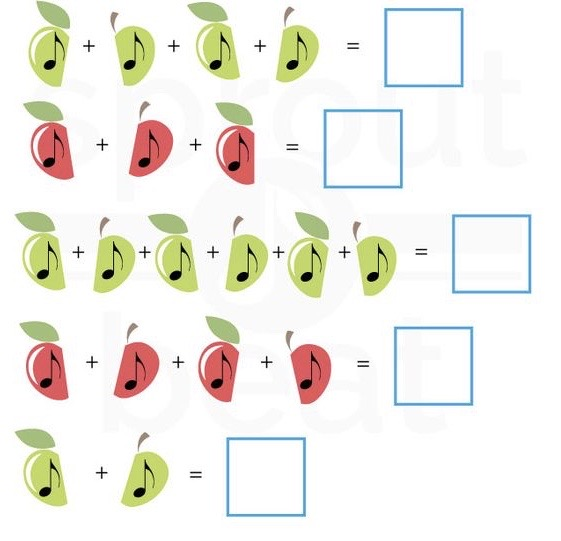 + + + =
sprout
+ + =
+ + + + + =
+ + + =
beat
+ =